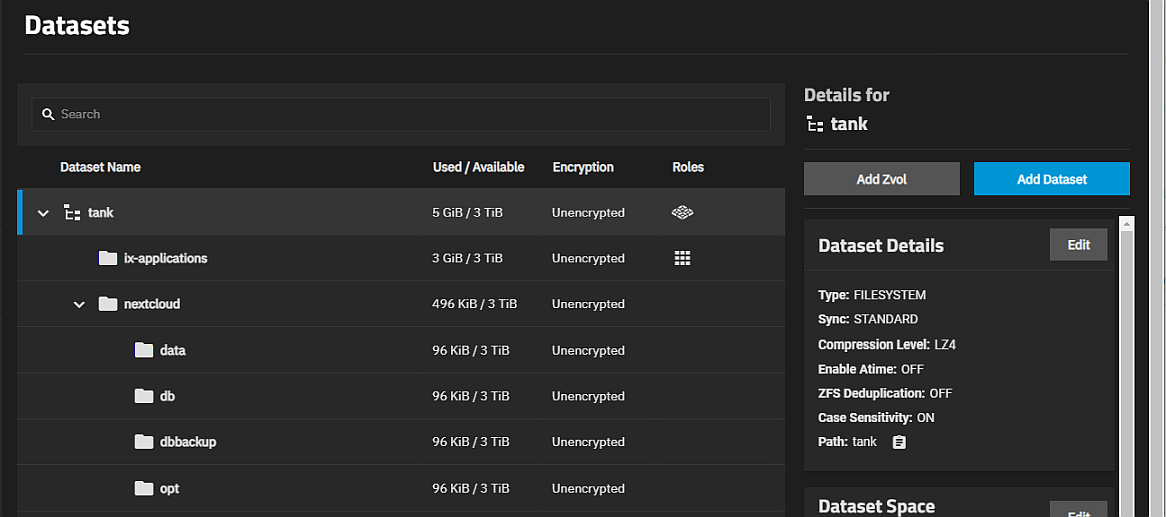 Datasets
Search
Dataset Name Used / Available Encryption Roles
tank 5 GiB / 3 TiB Unencrypted
ix-applications 3 GiB / 3 TiB Unencrypted
nextcloud 496 KiB / 3 TiB Unencrypted
data 96 KiB / 3 TiB Unencrypted
db 96 KiB / 3 TiB Unencrypted
dbbackup 96 KiB / 3 TiB Unencrypted
opt 96 KiB / 3 TiB Unencrypted
Details for
tank
Add Zvol Add Dataset
Dataset Details Edit
Type: FILESYSTEM
Sync: STANDARD
Compression Level: LZ4
Enable Atime: OFF
ZFS Deduplication: OFF
Case Sensitivity: ON
Path: tank
Dataset Space Edit